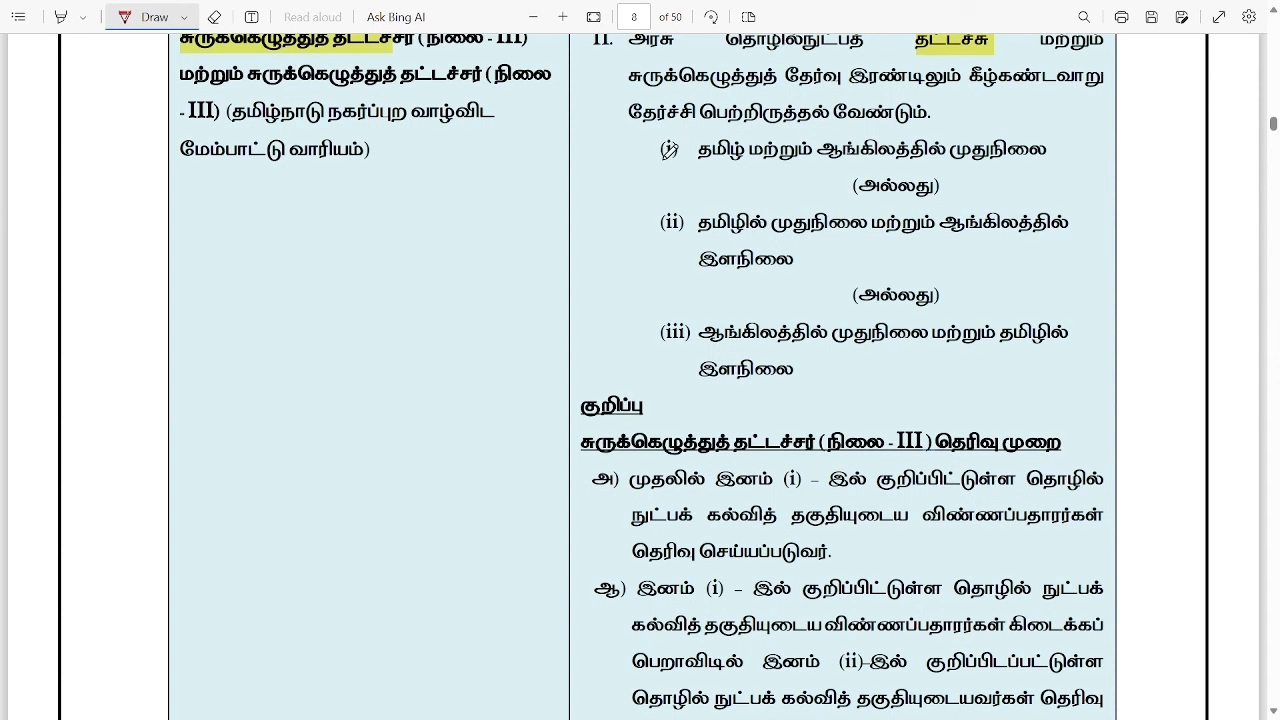 Draw
Read aloud
Ask Bing AI
8
of 50
சுருக்கெழுத்துத் தட்டச்சர் ( நிலை - III)
மற்றும் சுருக்கெழுத்துத் தட்டச்சர் ( நிலை
- III) (தமிழ்நாடு நகர்ப்புற வாழ்விட
மேம்பாட்டு வாரியம்)
II. அரசு தொழில்நுட்பத் தட்டச்சு மற்றும்
சுருக்கெழுத்துத் தேர்வு இரண்டிலும் கீழ்கண்டவாறு
தேர்ச்சி பெற்றிருத்தல் வேண்டும்.
(i) தமிழ் மற்றும் ஆங்கிலத்தில் முதுநிலை
(அல்லது)
(ii) தமிழில் முதுநிலை மற்றும் ஆங்கிலத்தில்
இளநிலை
(அல்லது)
(iii) ஆங்கிலத்தில் முதுநிலை மற்றும் தமிழில்
இளநிலை
குறிப்பு
சுருக்கெழுத்துத் தட்டச்சர் ( நிலை - III ) தெரிவு முறை
அ) முதலில் இனம் (i) – இல் குறிப்பிட்டுள்ள தொழில்
நுட்பக் கல்வித் தகுதியுடைய விண்ணப்பதாரர்கள்
தெரிவு செய்யப்படுவர்.
ஆ) இனம் (i) – இல் குறிப்பிட்டுள்ள தொழில் நுட்பக்
கல்வித் தகுதியுடைய விண்ணப்பதாரர்கள் கிடைக்கப்
பெறாவிடில் இனம் (ii)-இல் குறிப்பிடப்பட்டுள்ள
தொழில் நுட்பக் கல்வித் தகுதியுடையவர்கள் தெரிவு